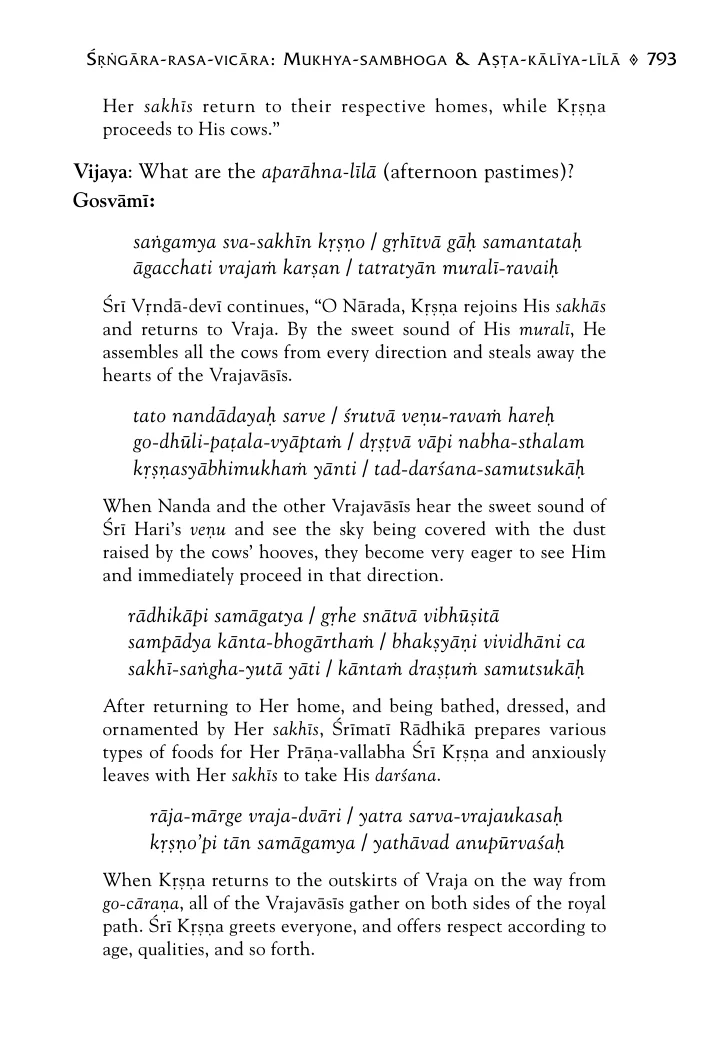 Śṛṅgāra-rasa-vicāra: Mukhya-sambhoga & Aṣṭa-kālīya-līlā ◈ 793
Her sakhīs return to their respective homes, while Kṛṣṇa
proceeds to His cows.”
Vijaya: What are the aparāhna-līlā (afternoon pastimes)?
Gosvāmī:
saṅgamya sva-sakhīn kṛṣṇo / gṛhītvā gāḥ samantataḥ
āgacchati vrajaṁ karṣan / tatratyān muralī-ravaiḥ
Śrī Vṛndā-devī continues, “O Nārada, Kṛṣṇa rejoins His sakhās
and returns to Vraja. By the sweet sound of His muralī, He
assembles all the cows from every direction and steals away the
hearts of the Vrajavāsīs.
tato nandādayaḥ sarve / śrutvā veṇu-ravaṁ hareḥ
go-dhūli-paṭala-vyāptaṁ / dṛṣṭvā vāpi nabha-sthalam
kṛṣṇasyābhimukhaṁ yānti / tad-darśana-samutsukāḥ
When Nanda and the other Vrajavāsīs hear the sweet sound of
Śrī Hari’s veṇu and see the sky being covered with the dust
raised by the cows’ hooves, they become very eager to see Him
and immediately proceed in that direction.
rādhikāpi samāgatya / gṛhe snātvā vibhūṣitā
sampādya kānta-bhogārthaṁ / bhakṣyāṇi vividhāni ca
sakhī-saṅgha-yutā yāti / kāntaṁ draṣṭuṁ samutsukāḥ
After returning to Her home, and being bathed, dressed, and
ornamented by Her sakhīs, Śrīmatī Rādhikā prepares various
types of foods for Her Prāṇa-vallabha Śrī Kṛṣṇa and anxiously
leaves with Her sakhīs to take His darśana.
rāja-mārge vraja-dvāri / yatra sarva-vrajaukasaḥ
kṛṣṇo’pi tān samāgamya / yathāvad anupūrvaśaḥ
When Kṛṣṇa returns to the outskirts of Vraja on the way from
go-cāraṇa, all of the Vrajavāsīs gather on both sides of the royal
path. Śrī Kṛṣṇa greets everyone, and offers respect according to
age, qualities, and so forth.